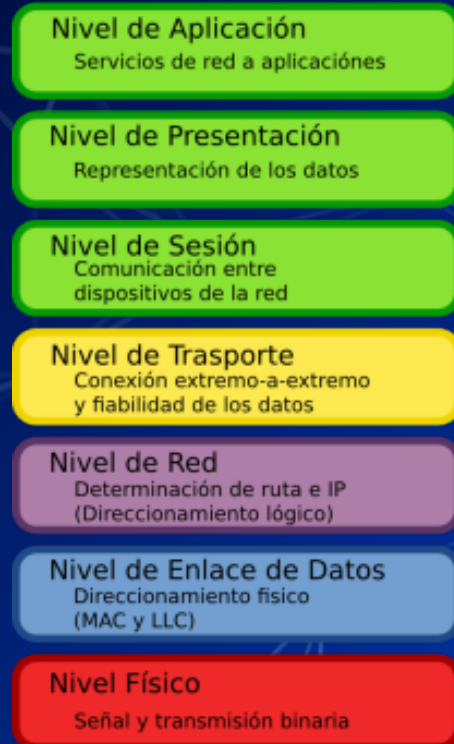 Nivel de Aplicación
Servicios de red a aplicaciónes
Nivel de Presentación
Representación de los datos
Nivel de Sesión
Comunicación entre
dispositivos de la red
Nivel de Trasporte
Conexión extremo-a-extremo
y fiabilidad de los datos
Nivel de Red
Determinación de ruta e IP
(Direccionamiento lógico)
Nivel de Enlace de Datos
Direccionamiento fisico
(MAC y LLC)
Nivel Físico
Señal y transmisión binaria